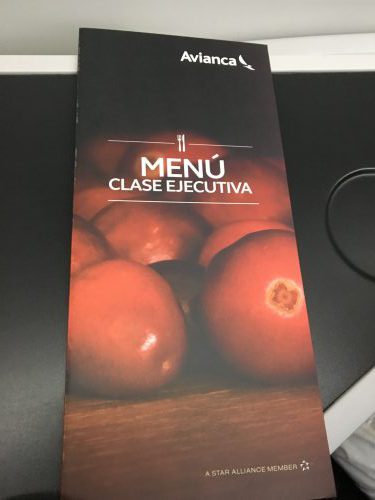 Avianca
MENÚ
CLASE EJECUTIVA
A STAR ALLIANCE MEMBER